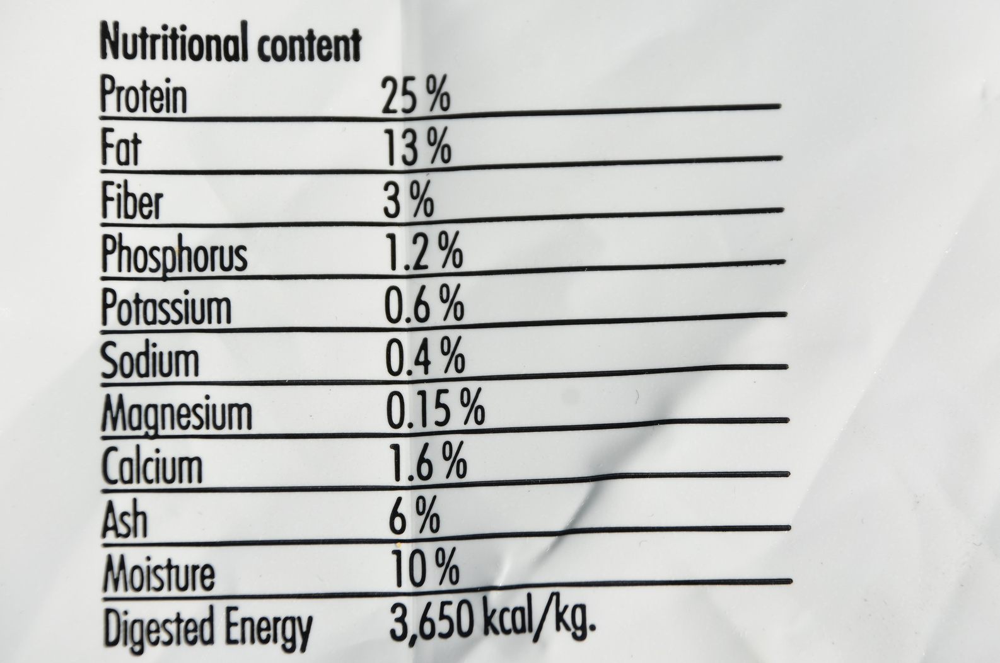 Nutritional content
Protein 25 %
Fat 13 %
Fiber 3 %
Phosphorus 1.2 %
Potassium 0.6 %
Sodium 0.4 %
Magnesium 0.15 %
Calcium 1.6 %
Ash 6 %
Moisture 10 %
Digested Energy 3,650 kcal/kg.